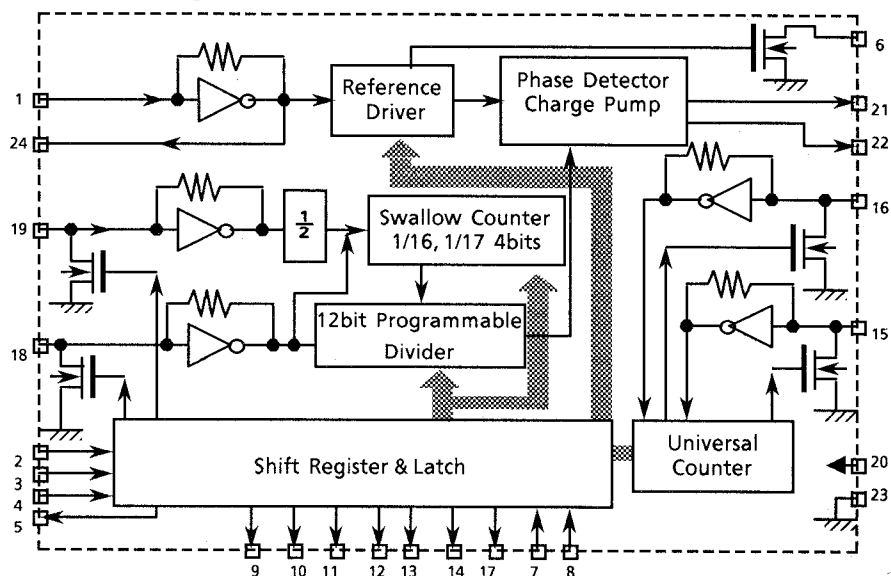 6
Reference
Driver
Phase Detector
Charge Pump
1
21
24
22
19
1/2
Swallow Counter
1/16, 1/17 4bits
16
12bit Programmable
Divider
18
15
Shift Register & Latch
Universal
Counter
2
3
4
5
20
23
9 10 11 12 13 14 17 7 8